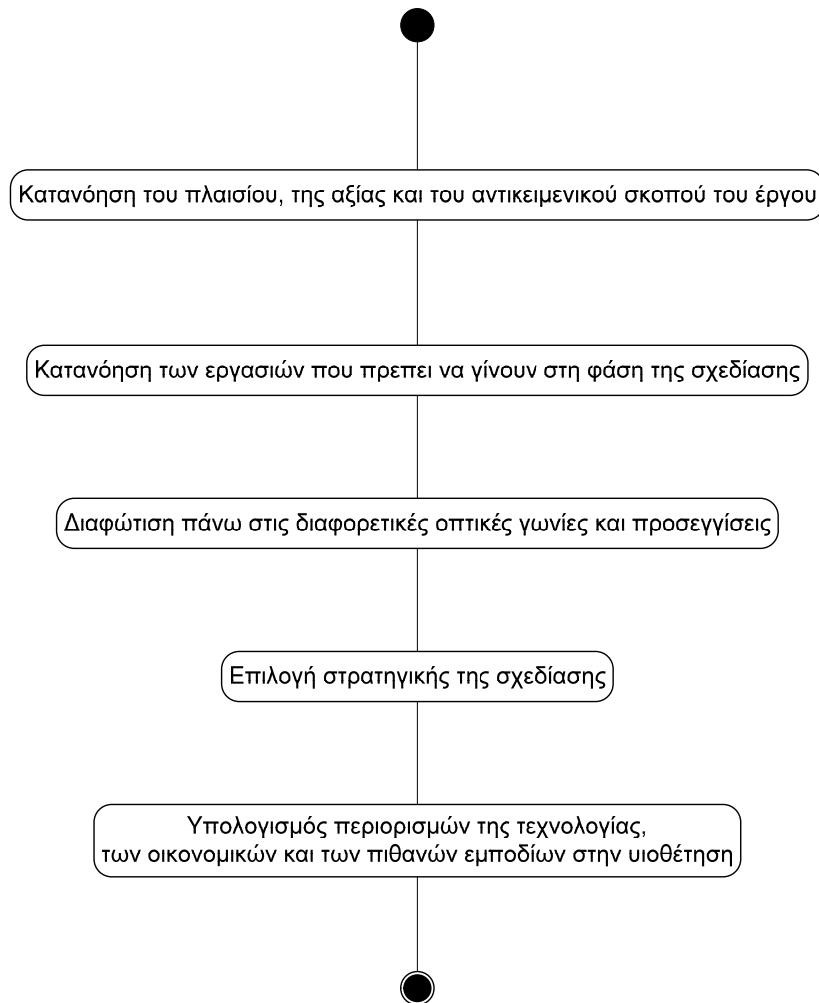 Κατανόηση του πλαισίου, της αξίας και του αντικειμενικού σκοπού του έργου
Κατανόηση των εργασιών που πρεπει να γίνουν στη φάση της σχεδίασης
Διαφώτιση πάνω στις διαφορετικές οπτικές γωνίες και προσεγγίσεις
Επιλογή στρατηγικής της σχεδίασης
Υπολογισμός περιορισμών της τεχνολογίας,
των οικονομικών και των πιθανών εμποδίων στην υιοθέτηση